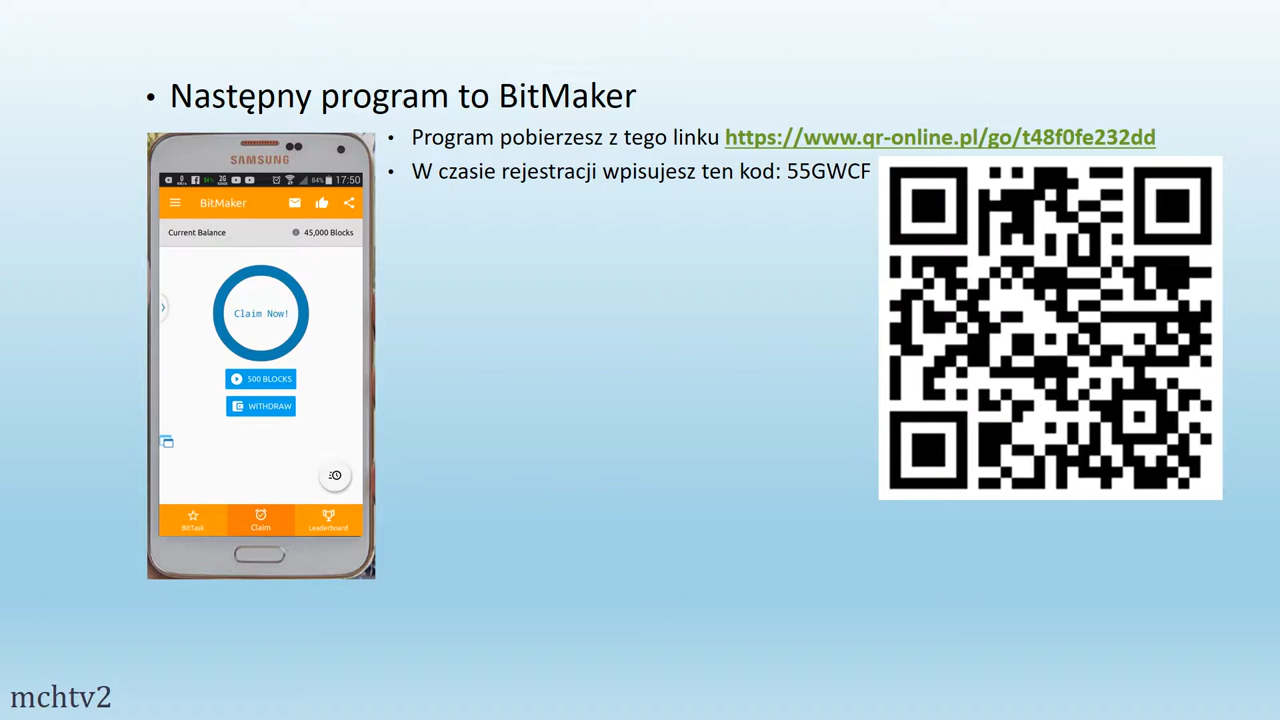 • Następny program to BitMaker
• Program pobierzesz z tego linku https://www.qr-online.pl/go/t48f0fe232dd
• W czasie rejestracji wpisujesz ten kod: 55GWCF
SAMSUNG
84% 17:50
BitMaker
Current Balance 45,000 Blocks
Claim Now!
500 BLOCKS
WITHDRAW
BitTask Claim Leaderboard
mchtv2